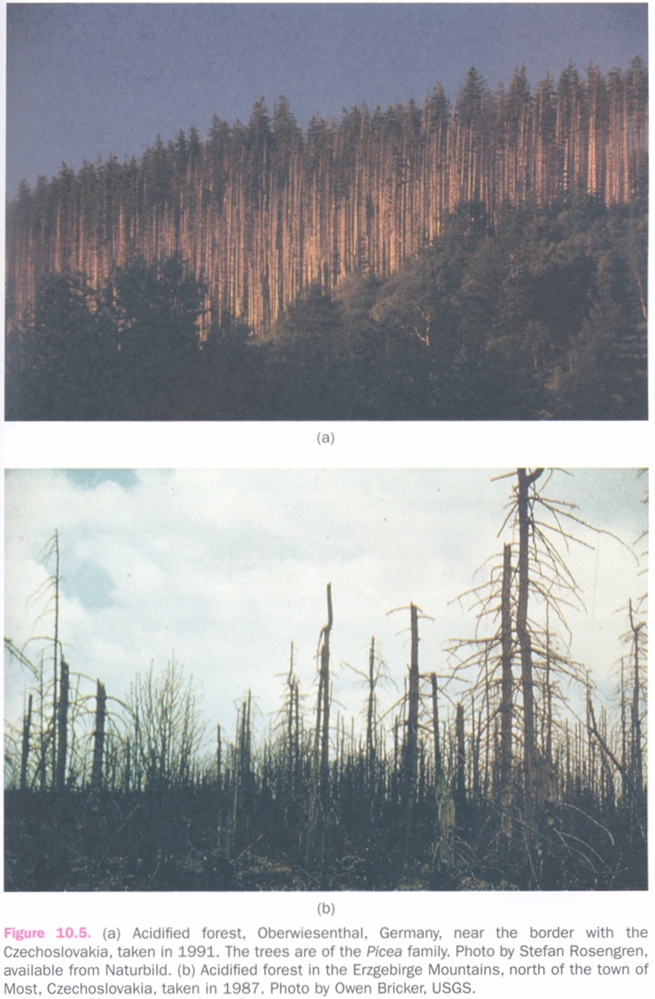 (a)
(b)
Figure 10.5. (a) Acidified forest, Oberwiesenthal, Germany, near the border with the
Czechoslovakia, taken in 1991. The trees are of the Picea family. Photo by Stefan Rosengren,
available from Naturbild. (b) Acidified forest in the Erzgebirge Mountains, north of the town of
Most, Czechoslovakia, taken in 1987. Photo by Owen Bricker, USGS.